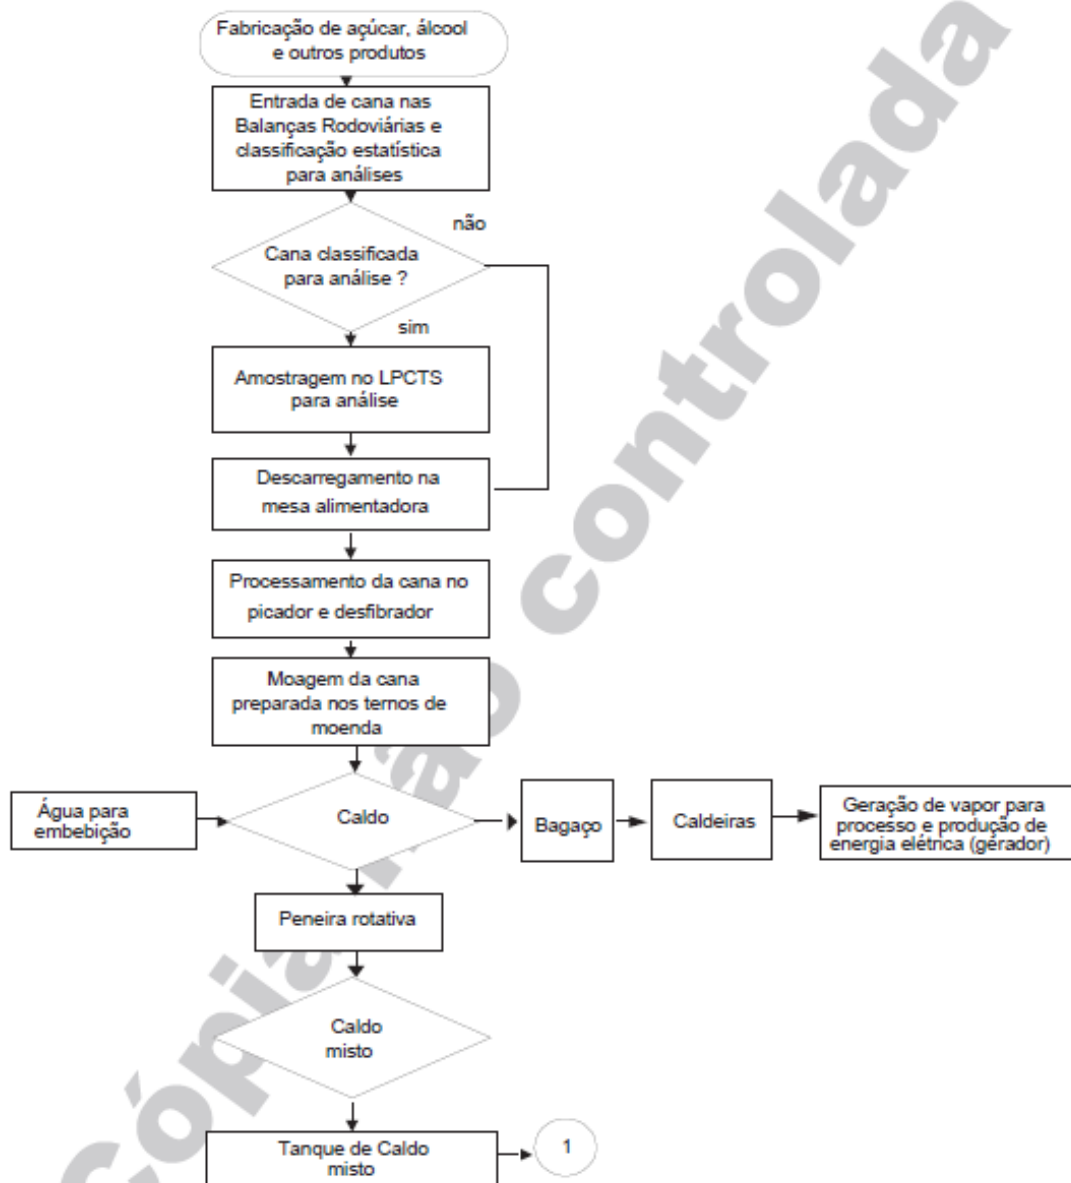 Fabricação de açúcar, álcool
e outros produtos
Entrada de cana nas
Balanças Rodoviárias e
classificação estatística
para análises
não
Cana classificada
para análise ?
sim
Amostragem no LPCTS
para análise
Descarregamento na
mesa alimentadora
Processamento da cana no
picador e desfibrador
Moagem da cana
preparada nos ternos de
moenda
Água para
embebição
Caldo
Bagaço
Caldeiras
Geração de vapor para
processo e produção de
energia elétrica (gerador)
Peneira rotativa
Caldo
misto
Tanque de Caldo
misto
1
Cópia não controlada